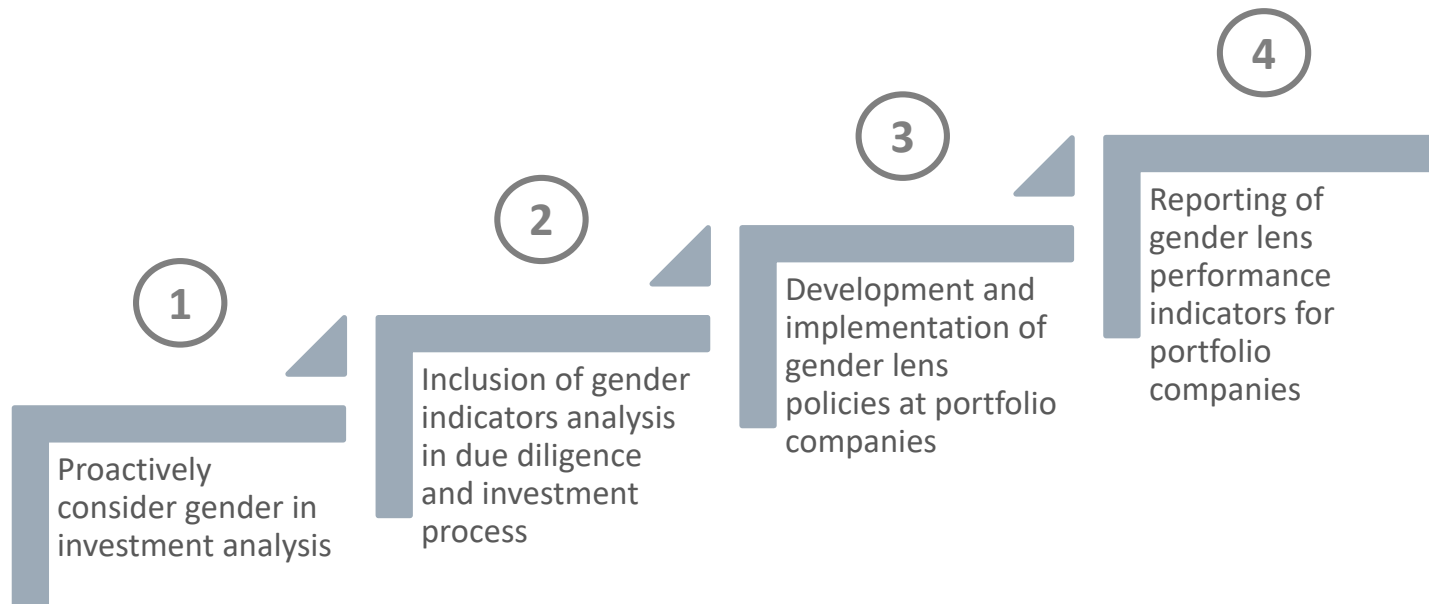 1
Proactively
consider gender in
investment analysis
2
Inclusion of gender
indicators analysis
in due diligence
and investment
process
3
Development and
implementation of
gender lens
policies at portfolio
companies
4
Reporting of
gender lens
performance
indicators for
portfolio
companies